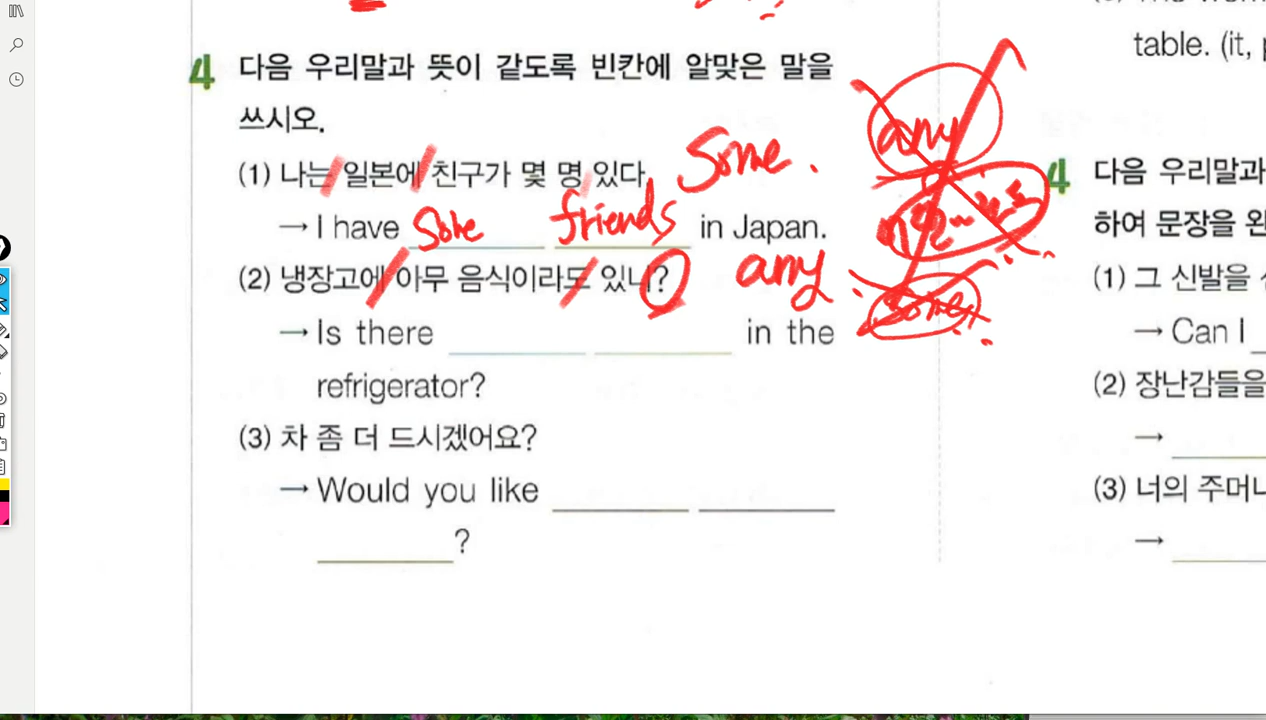 4 다음 우리말과 뜻이 같도록 빈칸에 알맞은 말을
쓰시오.
(1) 나는 일본에 친구가 몇 명 있다. some.
→ I have some friends in Japan.
(2) 냉장고에 아무 음식이라도 있니? any
→ Is there in the
refrigerator?
(3) 차 좀 더 드시겠어요?
→ Would you like
?
any
some
table. (it,
4 다음 우리말과
하여 문장을 완
(1) 그 신발을
→ Can I
(2) 장난감들을
→
(3) 너의 주머니
→